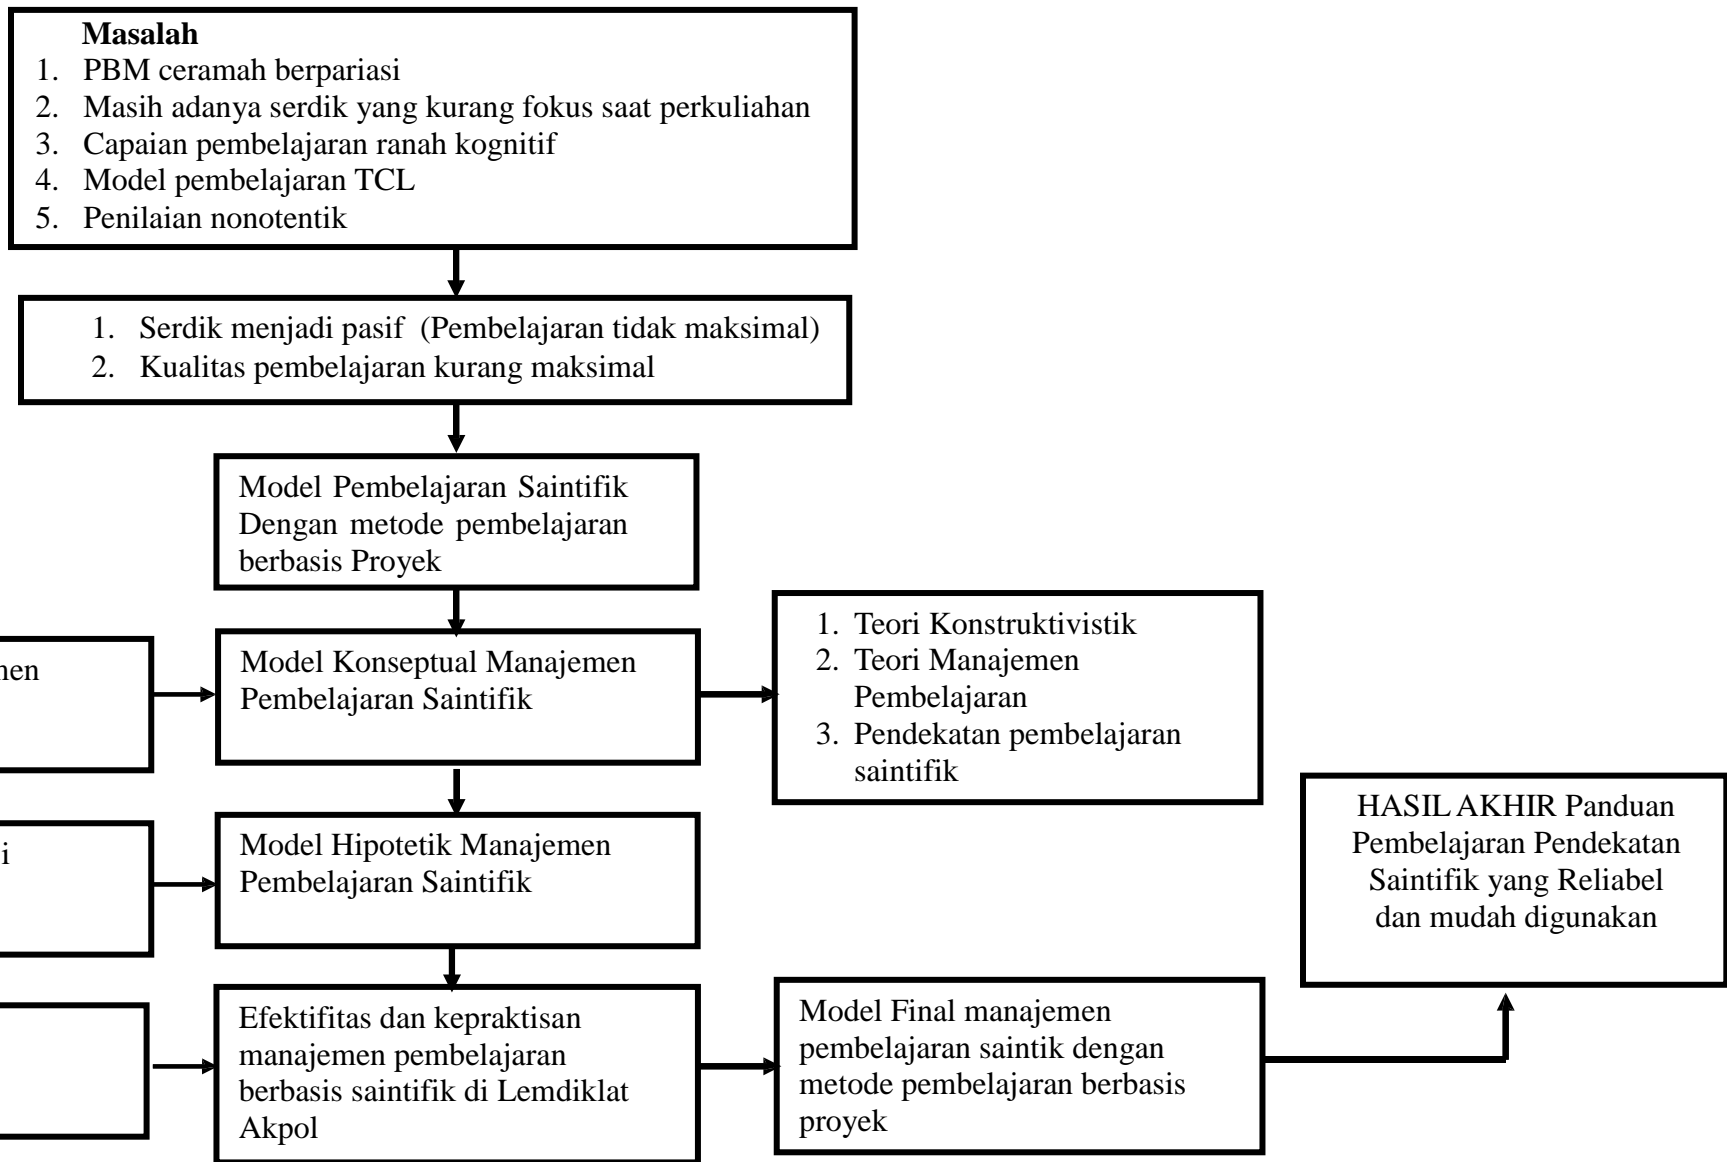 Masalah
1. PBM ceramah berpariasi
2. Masih adanya serdik yang kurang fokus saat perkuliahan
3. Capaian pembelajaran ranah kognitif
4. Model pembelajaran TCL
5. Penilaian nonotentik
1. Serdik menjadi pasif (Pembelajaran tidak maksimal)
2. Kualitas pembelajaran kurang maksimal
Model Pembelajaran Saintifik
Dengan metode pembelajaran
berbasis Proyek
Model Konseptual Manajemen
Pembelajaran Saintifik
1. Teori Konstruktivistik
2. Teori Manajemen
Pembelajaran
3. Pendekatan pembelajaran
saintifik
Model Hipotetik Manajemen
Pembelajaran Saintifik
Efektifitas dan kepraktisan
manajemen pembelajaran
berbasis saintifik di Lemdiklat
Akpol
Model Final manajemen
pembelajaran saintik dengan
metode pembelajaran berbasis
proyek
HASIL AKHIR Panduan
Pembelajaran Pendekatan
Saintifik yang Reliabel
dan mudah digunakan